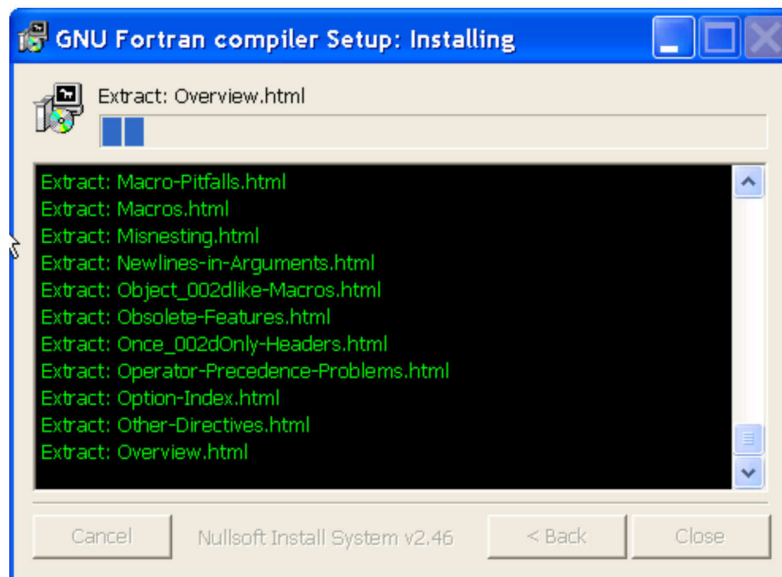 GNU Fortran compiler Setup: Installing
Extract: Overview.html
Extract: Macro-Pitfalls.html
Extract: Macros.html
Extract: Misnesting.html
Extract: Newlines-in-Arguments.html
Extract: Object_002dlike-Macros.html
Extract: Obsolete-Features.html
Extract: Once_002dOnly-Headers.html
Extract: Operator-Precedence-Problems.html
Extract: Option-Index.html
Extract: Other-Directives.html
Extract: Overview.html
Cancel Nullsoft Install System v2.46 < Back Close